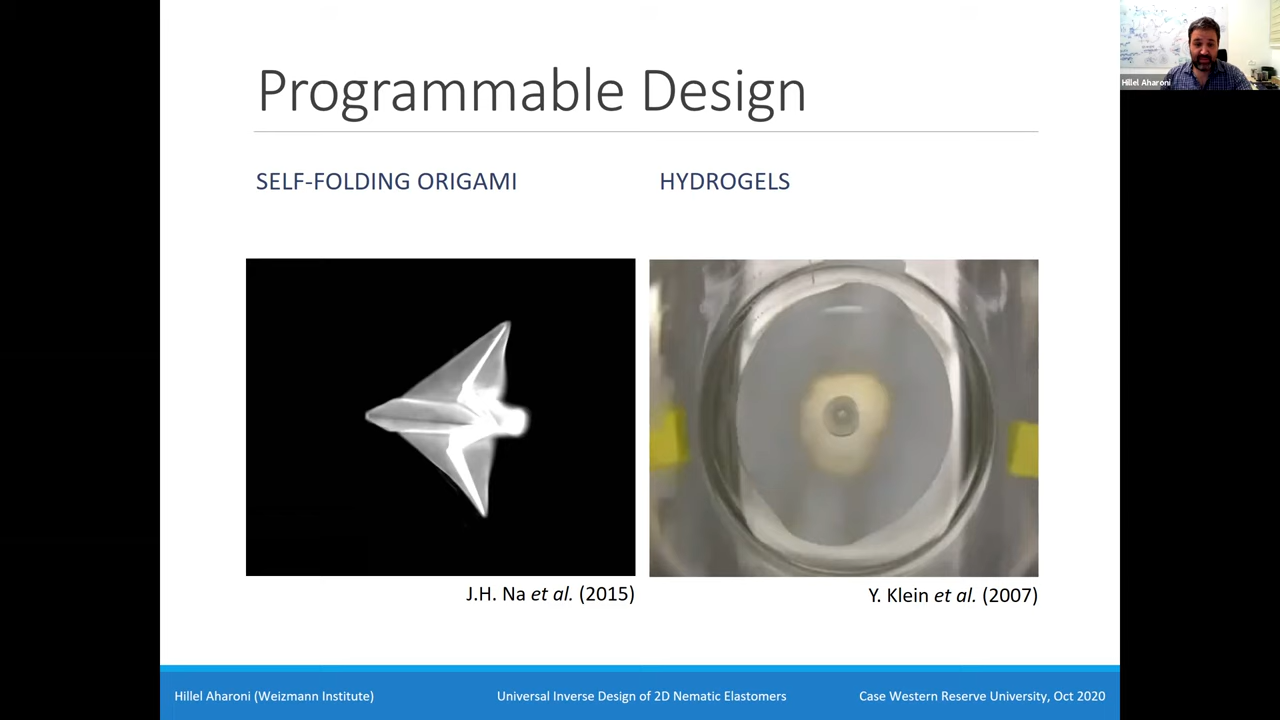 Programmable Design
Hillel Aharoni
SELF-FOLDING ORIGAMI
HYDROGELS
J.H. Na et al. (2015)
Y. Klein et al. (2007)
Hillel Aharoni (Weizmann Institute)
Universal Inverse Design of 2D Nematic Elastomers
Case Western Reserve University, Oct 2020